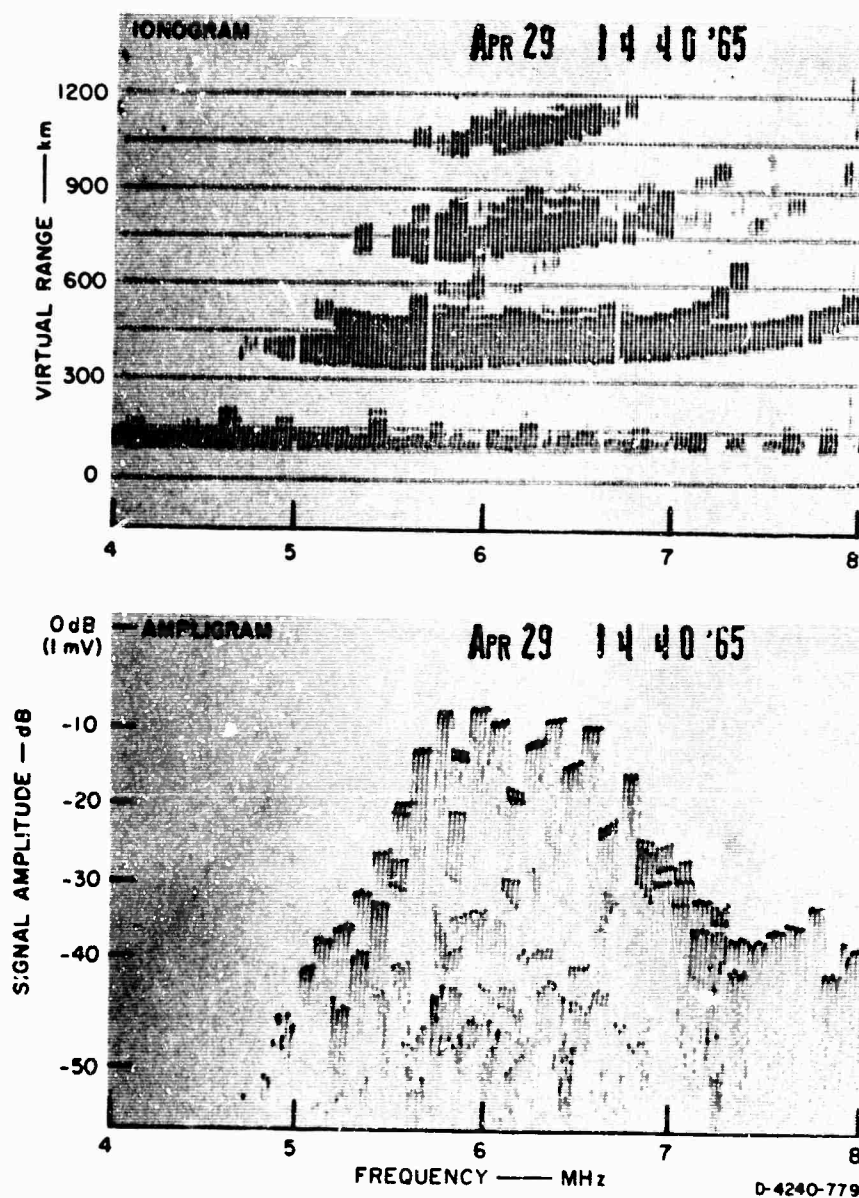 IONOGRAM
APR 29 14 40 '65
1200
900
600
300
0
VIRTUAL RANGE — km
4 5 6 7 8
0 dB
(1 mV)
AMPLIGRAM
APR 29 14 40 '65
-10
-20
-30
-40
-50
SIGNAL AMPLITUDE — dB
4 5 6 7 8
FREQUENCY — MHz
D-4240-779